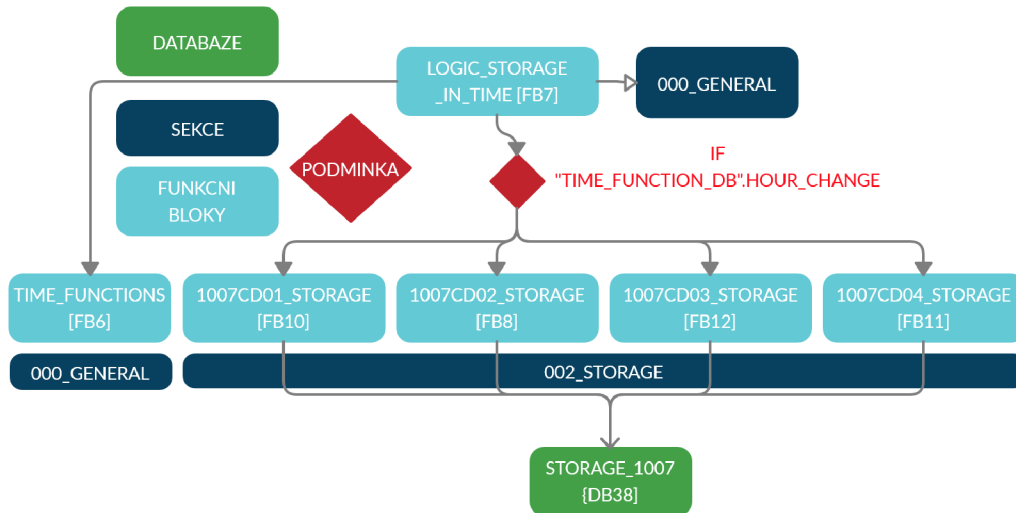 DATABAZE
LOGIC_STORAGE
_IN_TIME [FB7]
000_GENERAL
SEKCE
PODMINKA
FUNKCNI
BLOKY
IF
"TIME_FUNCTION_DB".HOUR_CHANGE
TIME_FUNCTIONS
[FB6]
1007CD01_STORAGE
[FB10]
1007CD02_STORAGE
[FB8]
1007CD03_STORAGE
[FB12]
1007CD04_STORAGE
[FB11]
000_GENERAL
002_STORAGE
STORAGE_1007
{DB38]